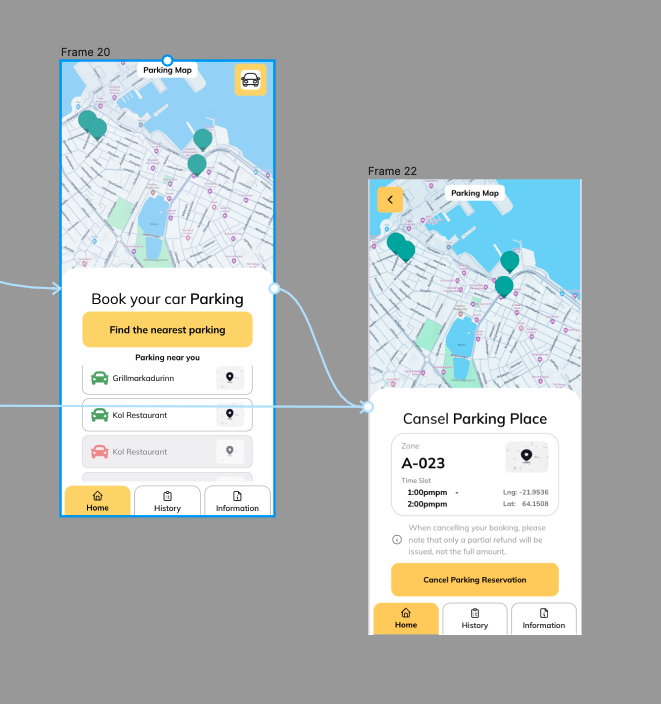 Frame 20
Parking Map
Book your car Parking
Find the nearest parking
Parking near you
Grillmarkadurinn
Kol Restaurant
Kol Restaurant
Home
History
Information
Frame 22
Parking Map
Cansel Parking Place
Zone
A-023
Time Slot
1:00pmpm -
Lng: -21.9536
2:00pmpm
Lat: 64.1508
When cancelling your booking, please
note that only a partial refund will be
issued, not the full amount.
Cancel Parking Reservation
Home
History
Information